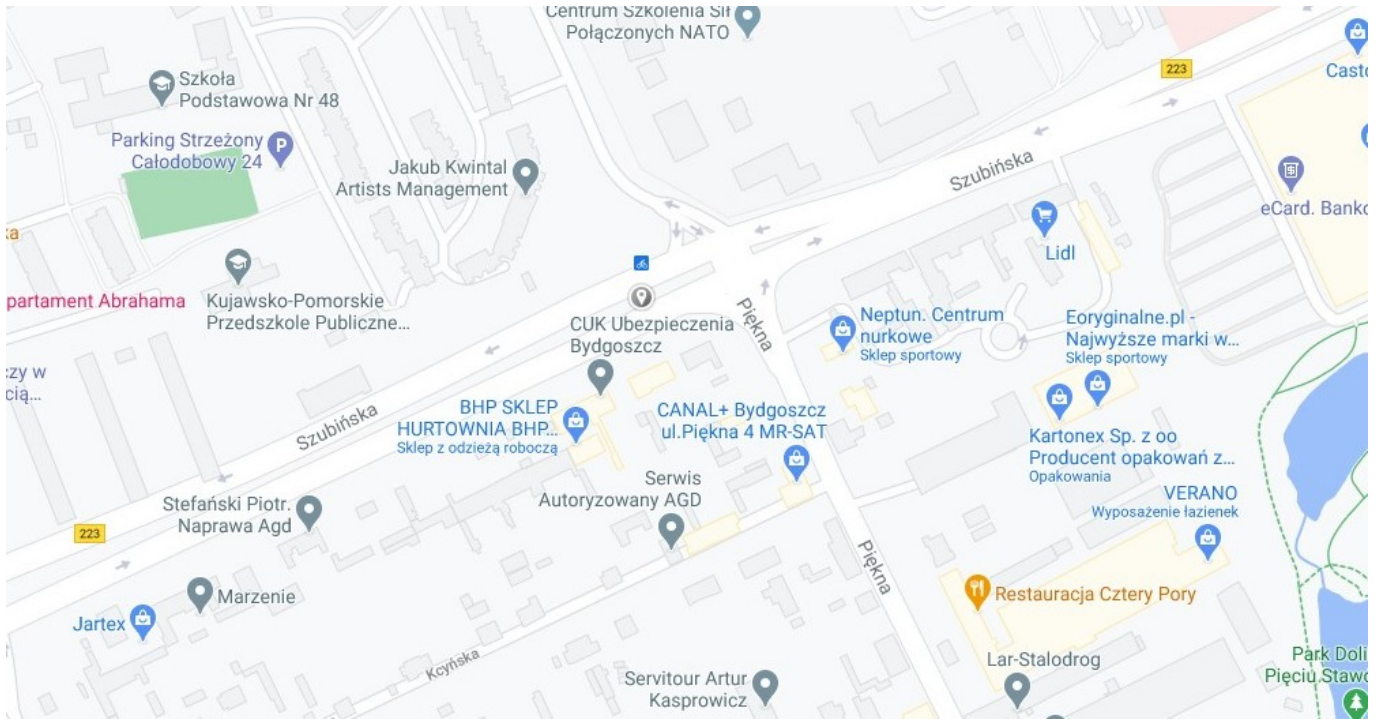 Centrum Szkolenia Sił
Połączonych NATO
223
Szkoła
Podstawowa Nr 48
Parking Strzeżony
Całodobowy 24
P
Jakub Kwintal
Artists Management
Szubińska
eCard. Banko
Lidl
partament Abrahama
Kujawsko-Pomorskie
Przedszkole Publiczne...
CUK Ubezpieczenia
Bydgoszcz
Piękna
Neptun. Centrum
nurkowe
Sklep sportowy
Eoryginalne.pl -
Najwyższe marki w...
Sklep sportowy
Szubińska
BHP SKLEP
HURTOWNIA BHP...
Sklep z odzieżą roboczą
CANAL+ Bydgoszcz
ul.Piękna 4 MR-SAT
Kartonex Sp. z oo
Producent opakowań z...
Opakowania
Serwis
Autoryzowany AGD
VERANO
Wyposażenie łazienek
Stefański Piotr.
Naprawa Agd
223
Piękna
Marzenie
Jartex
Restauracja Cztery Pory
Kcyńska
Lar-Stalodrog
Servitour Artur
Kasprowicz
Park Doli
Pięciu Stawó